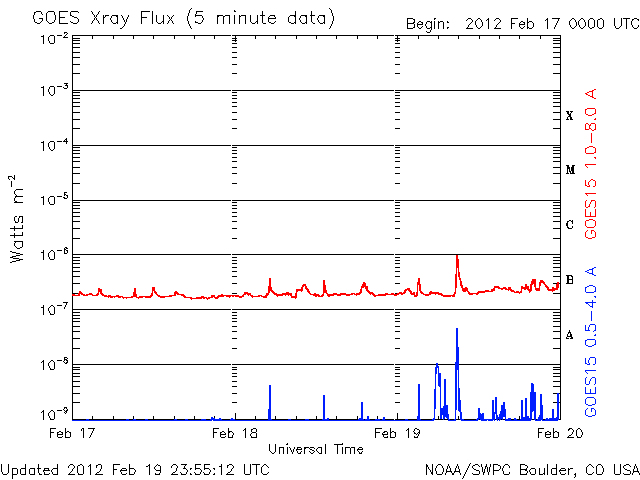 GOES Xray Flux (5 minute data)
Begin: 2012 Feb 17 0000 UTC
10^-2
10^-3
10^-4
10^-5
10^-6
10^-7
10^-8
10^-9
Watts m^-2
X
M
C
B
A
GOES15 1.0-8.0 A
GOES15 0.5-4.0 A
Feb 17
Feb 18
Feb 19
Feb 20
Universal Time
Updated 2012 Feb 19 23:55:12 UTC
NOAA/SWPC Boulder, CO USA